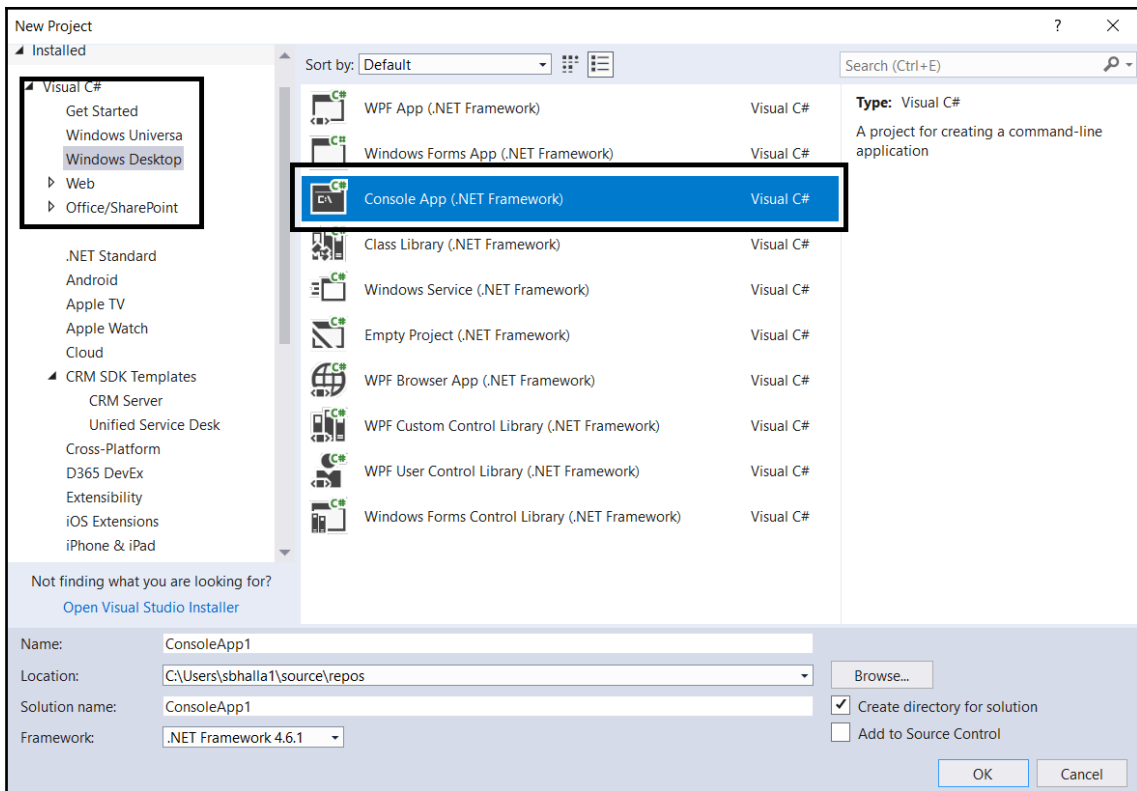 New Project
?
Installed
Visual C#
Get Started
Windows Universa
Windows Desktop
Web
Office/SharePoint
.NET Standard
Android
Apple TV
Apple Watch
Cloud
CRM SDK Templates
CRM Server
Unified Service Desk
Cross-Platform
D365 DevEx
Extensibility
iOS Extensions
iPhone & iPad
Not finding what you are looking for?
Open Visual Studio Installer
Sort by: Default
C# WPF App (.NET Framework) Visual C#
C# Windows Forms App (.NET Framework) Visual C#
C# C:\ Console App (.NET Framework) Visual C#
C# Class Library (.NET Framework) Visual C#
C# Windows Service (.NET Framework) Visual C#
C# Empty Project (.NET Framework) Visual C#
C# WPF Browser App (.NET Framework) Visual C#
C# WPF Custom Control Library (.NET Framework) Visual C#
C# WPF User Control Library (.NET Framework) Visual C#
C# Windows Forms Control Library (.NET Framework) Visual C#
Search (Ctrl+E)
Type: Visual C#
A project for creating a command-line
application
Name: ConsoleApp1
Location: C:\Users\sbhalla1\source\repos
Browse...
Solution name: ConsoleApp1
Create directory for solution
Framework: .NET Framework 4.6.1
Add to Source Control
OK
Cancel